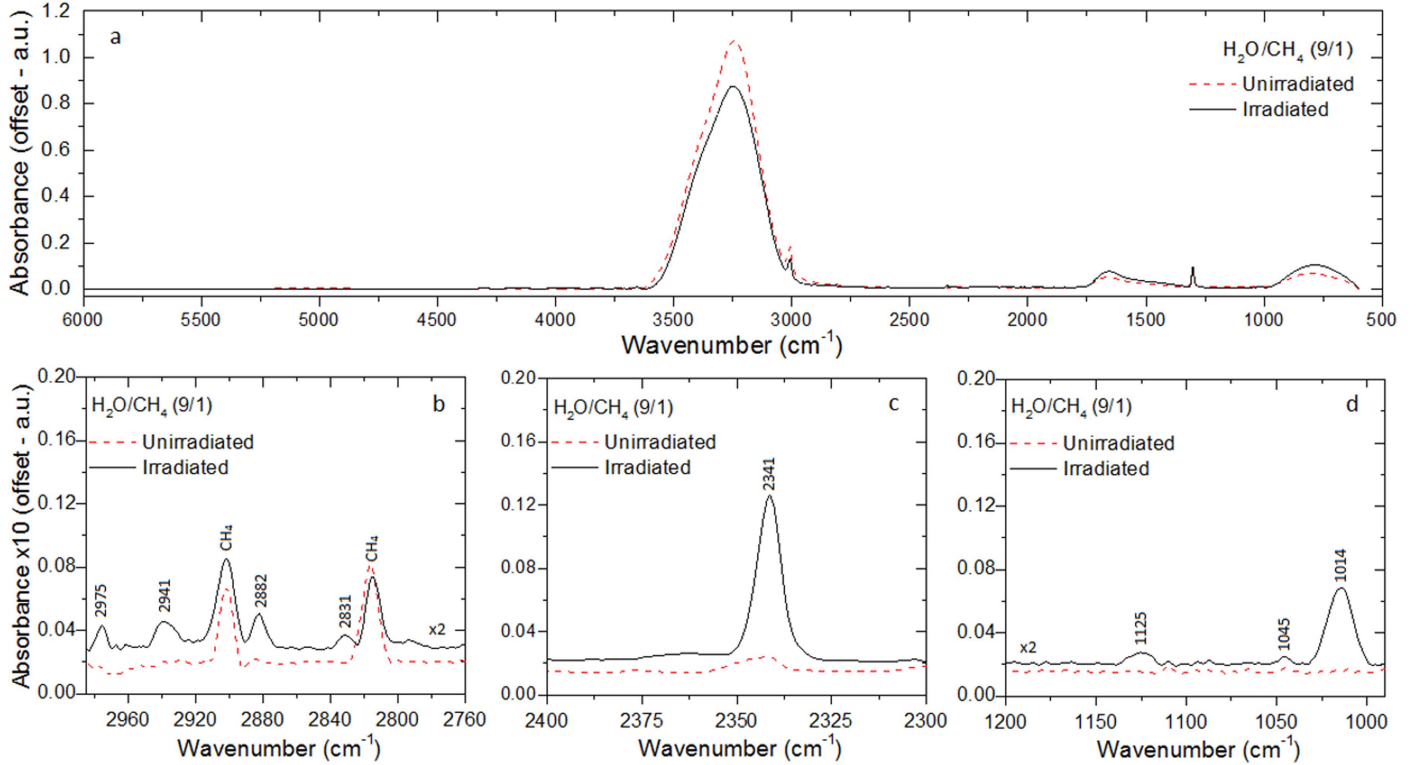 a
H₂O/CH₄ (9/1)
Unirradiated
Irradiated
Absorbance (offset - a.u.)
1.2
1.0
0.8
0.6
0.4
0.2
0.0
6000 5500 5000 4500 4000 3500 3000 2500 2000 1500 1000 500
Wavenumber (cm⁻¹)
b
H₂O/CH₄ (9/1)
Unirradiated
Irradiated
Absorbance x10 (offset - a.u.)
0.20
0.16
0.12
0.08
0.04
0.00
2975
2941
CH₄
2882
2831
CH₄
x2
2960 2920 2880 2840 2800 2760
Wavenumber (cm⁻¹)
c
H₂O/CH₄ (9/1)
Unirradiated
Irradiated
0.20
0.16
0.12
0.08
0.04
0.00
2341
2400 2375 2350 2325 2300
Wavenumber (cm⁻¹)
d
H₂O/CH₄ (9/1)
Unirradiated
Irradiated
0.20
0.16
0.12
0.08
0.04
0.00
x2
1125
1045
1014
1200 1150 1100 1050 1000
Wavenumber (cm⁻¹)